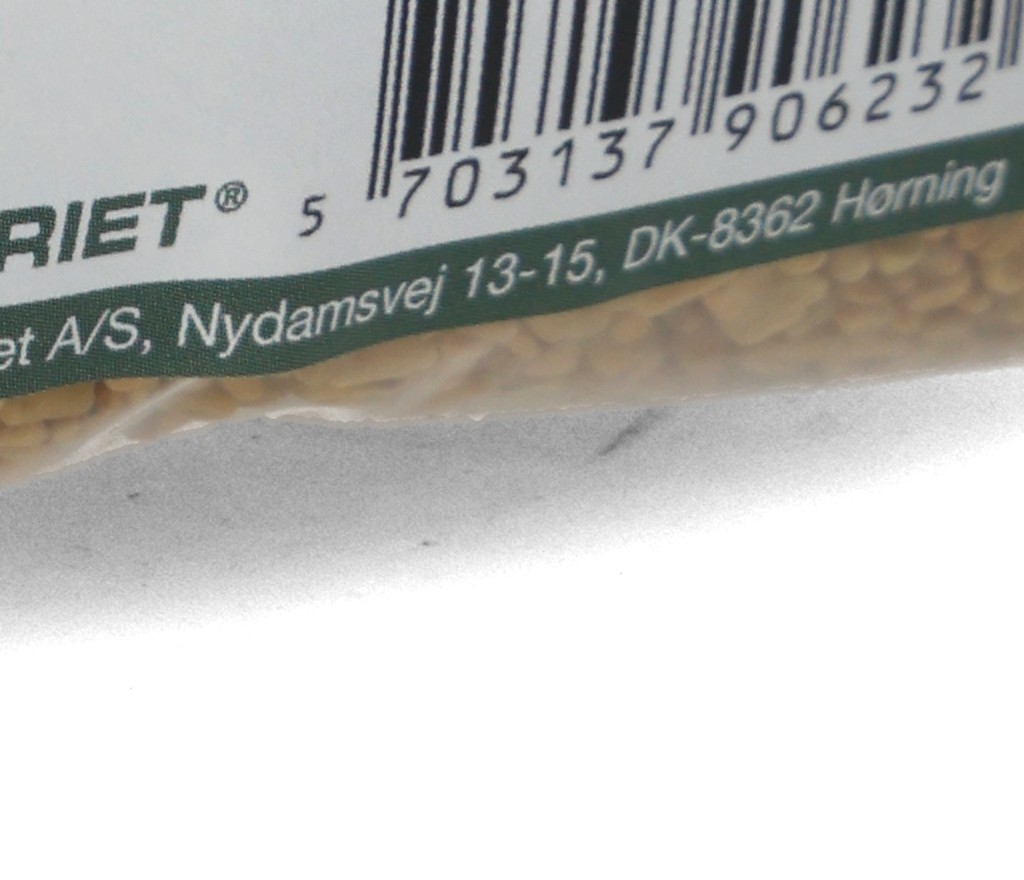 RIET®
5 703137 906232
et A/S, Nydamsvej 13-15, DK-8362 Hørning